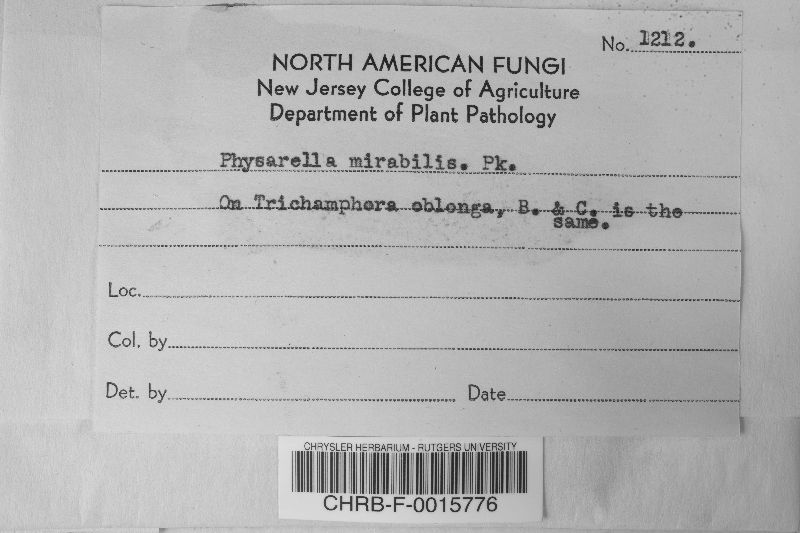 No. 1212.
NORTH AMERICAN FUNGI
New Jersey College of Agriculture
Department of Plant Pathology
Physarella mirabilis. Pk.
On Trichamphora oblonga, B. & C. is the
same.
Loc.
Col. by
Det. by Date
CHRYSLER HERBARIUM - RUTGERS UNIVERSITY
CHRB-F-0015776